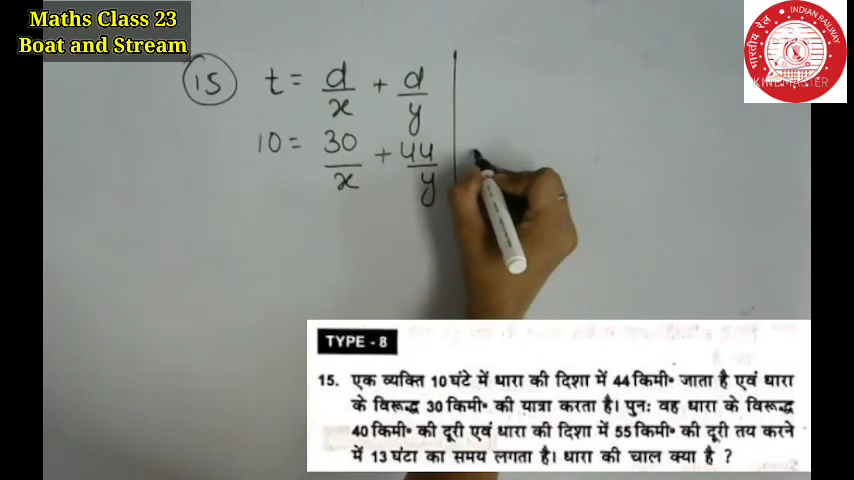 Maths Class 23
Boat and Stream
भारतीय रेल INDIAN RAILWAY
KINEMASTER
15 t = d/x + d/y
10 = 30/x + 44/y
TYPE - 8
15. एक व्यक्ति 10 घंटे में धारा की दिशा में 44 किमी॰ जाता है एवं धारा
के विरूद्ध 30 किमी॰ की यात्रा करता है। पुनः वह धारा के विरूद्ध
40 किमी॰ की दूरी एवं धारा की दिशा में 55 किमी॰ की दूरी तय करने
में 13 घंटा का समय लगता है। धारा की चाल क्या है ?